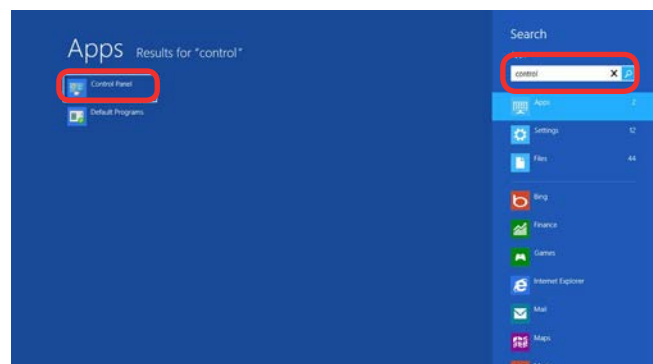 Apps Results for "control"
Control Panel
Default Programs
Search
control
Apps 2
Settings 12
Files 44
Bing
Finance
Games
Internet Explorer
Mail
Maps